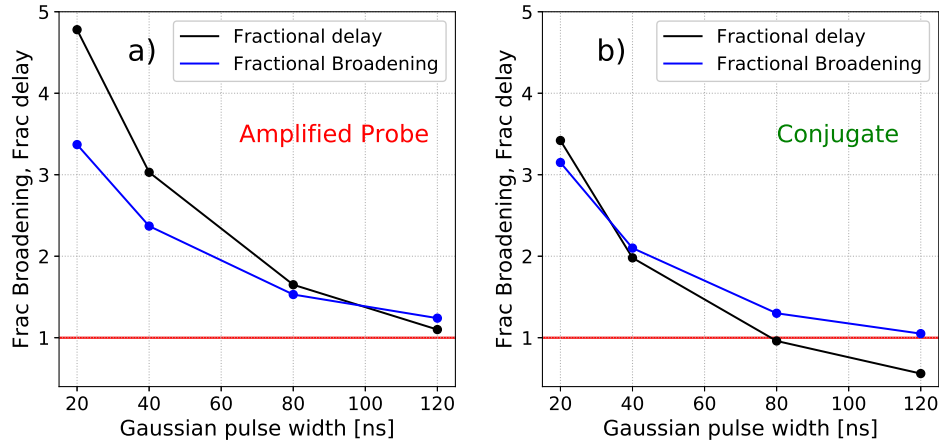 a)
Fractional delay
Fractional Broadening
Amplified Probe
Frac Broadening, Frac delay
5
4
3
2
1
20 40 60 80 100 120
Gaussian pulse width [ns]
b)
Fractional delay
Fractional Broadening
Conjugate
Frac Broadening, Frac delay
5
4
3
2
1
20 40 60 80 100 120
Gaussian pulse width [ns]